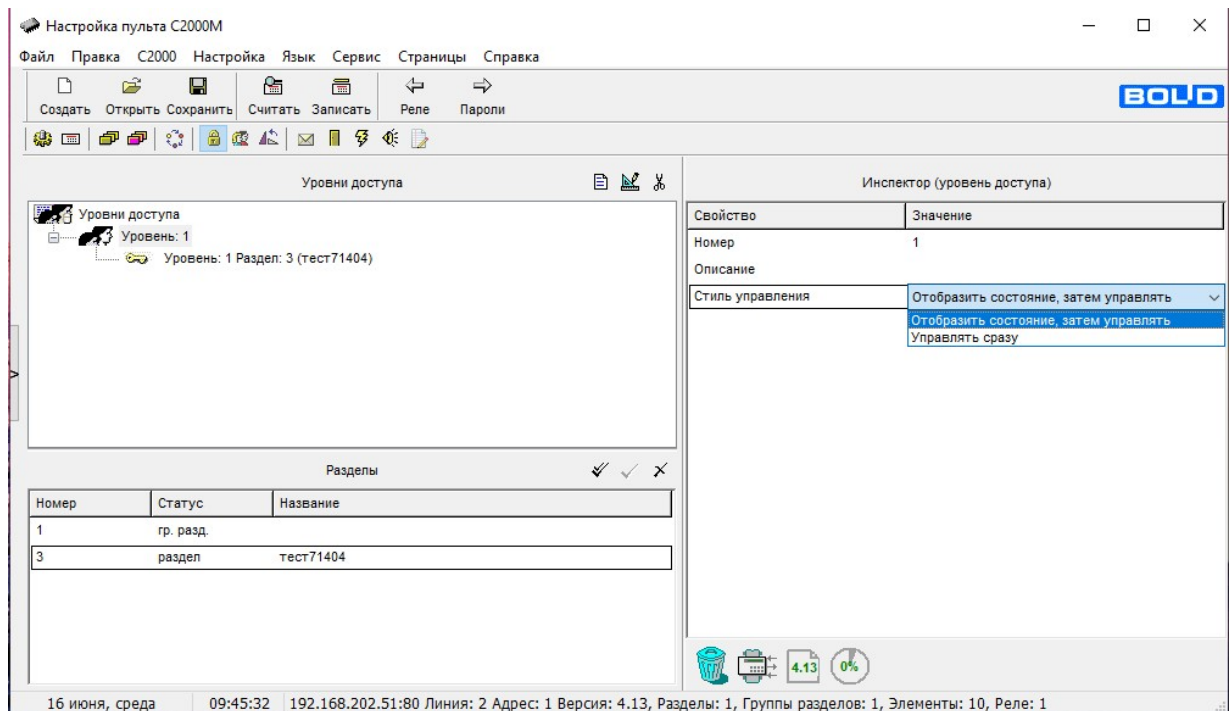 Настройка пульта С2000М
Файл Правка С2000 Настройка Язык Сервис Страницы Справка
Создать Открыть Сохранить Считать Записать Реле Пароли
BOLID
Уровни доступа
Инспектор (уровень доступа)
Уровни доступа
Уровень: 1
Уровень: 1 Раздел: 3 (тест71404)
Свойство Значение
Номер 1
Описание
Стиль управления Отобразить состояние, затем управлять
Отобразить состояние, затем управлять
Управлять сразу
Разделы
Номер Статус Название
1 гр. разд.
3 раздел тест71404
4.13 0%
16 июня, среда 09:45:32 192.168.202.51:80 Линия: 2 Адрес: 1 Версия: 4.13, Разделы: 1, Группы разделов: 1, Элементы: 10, Реле: 1